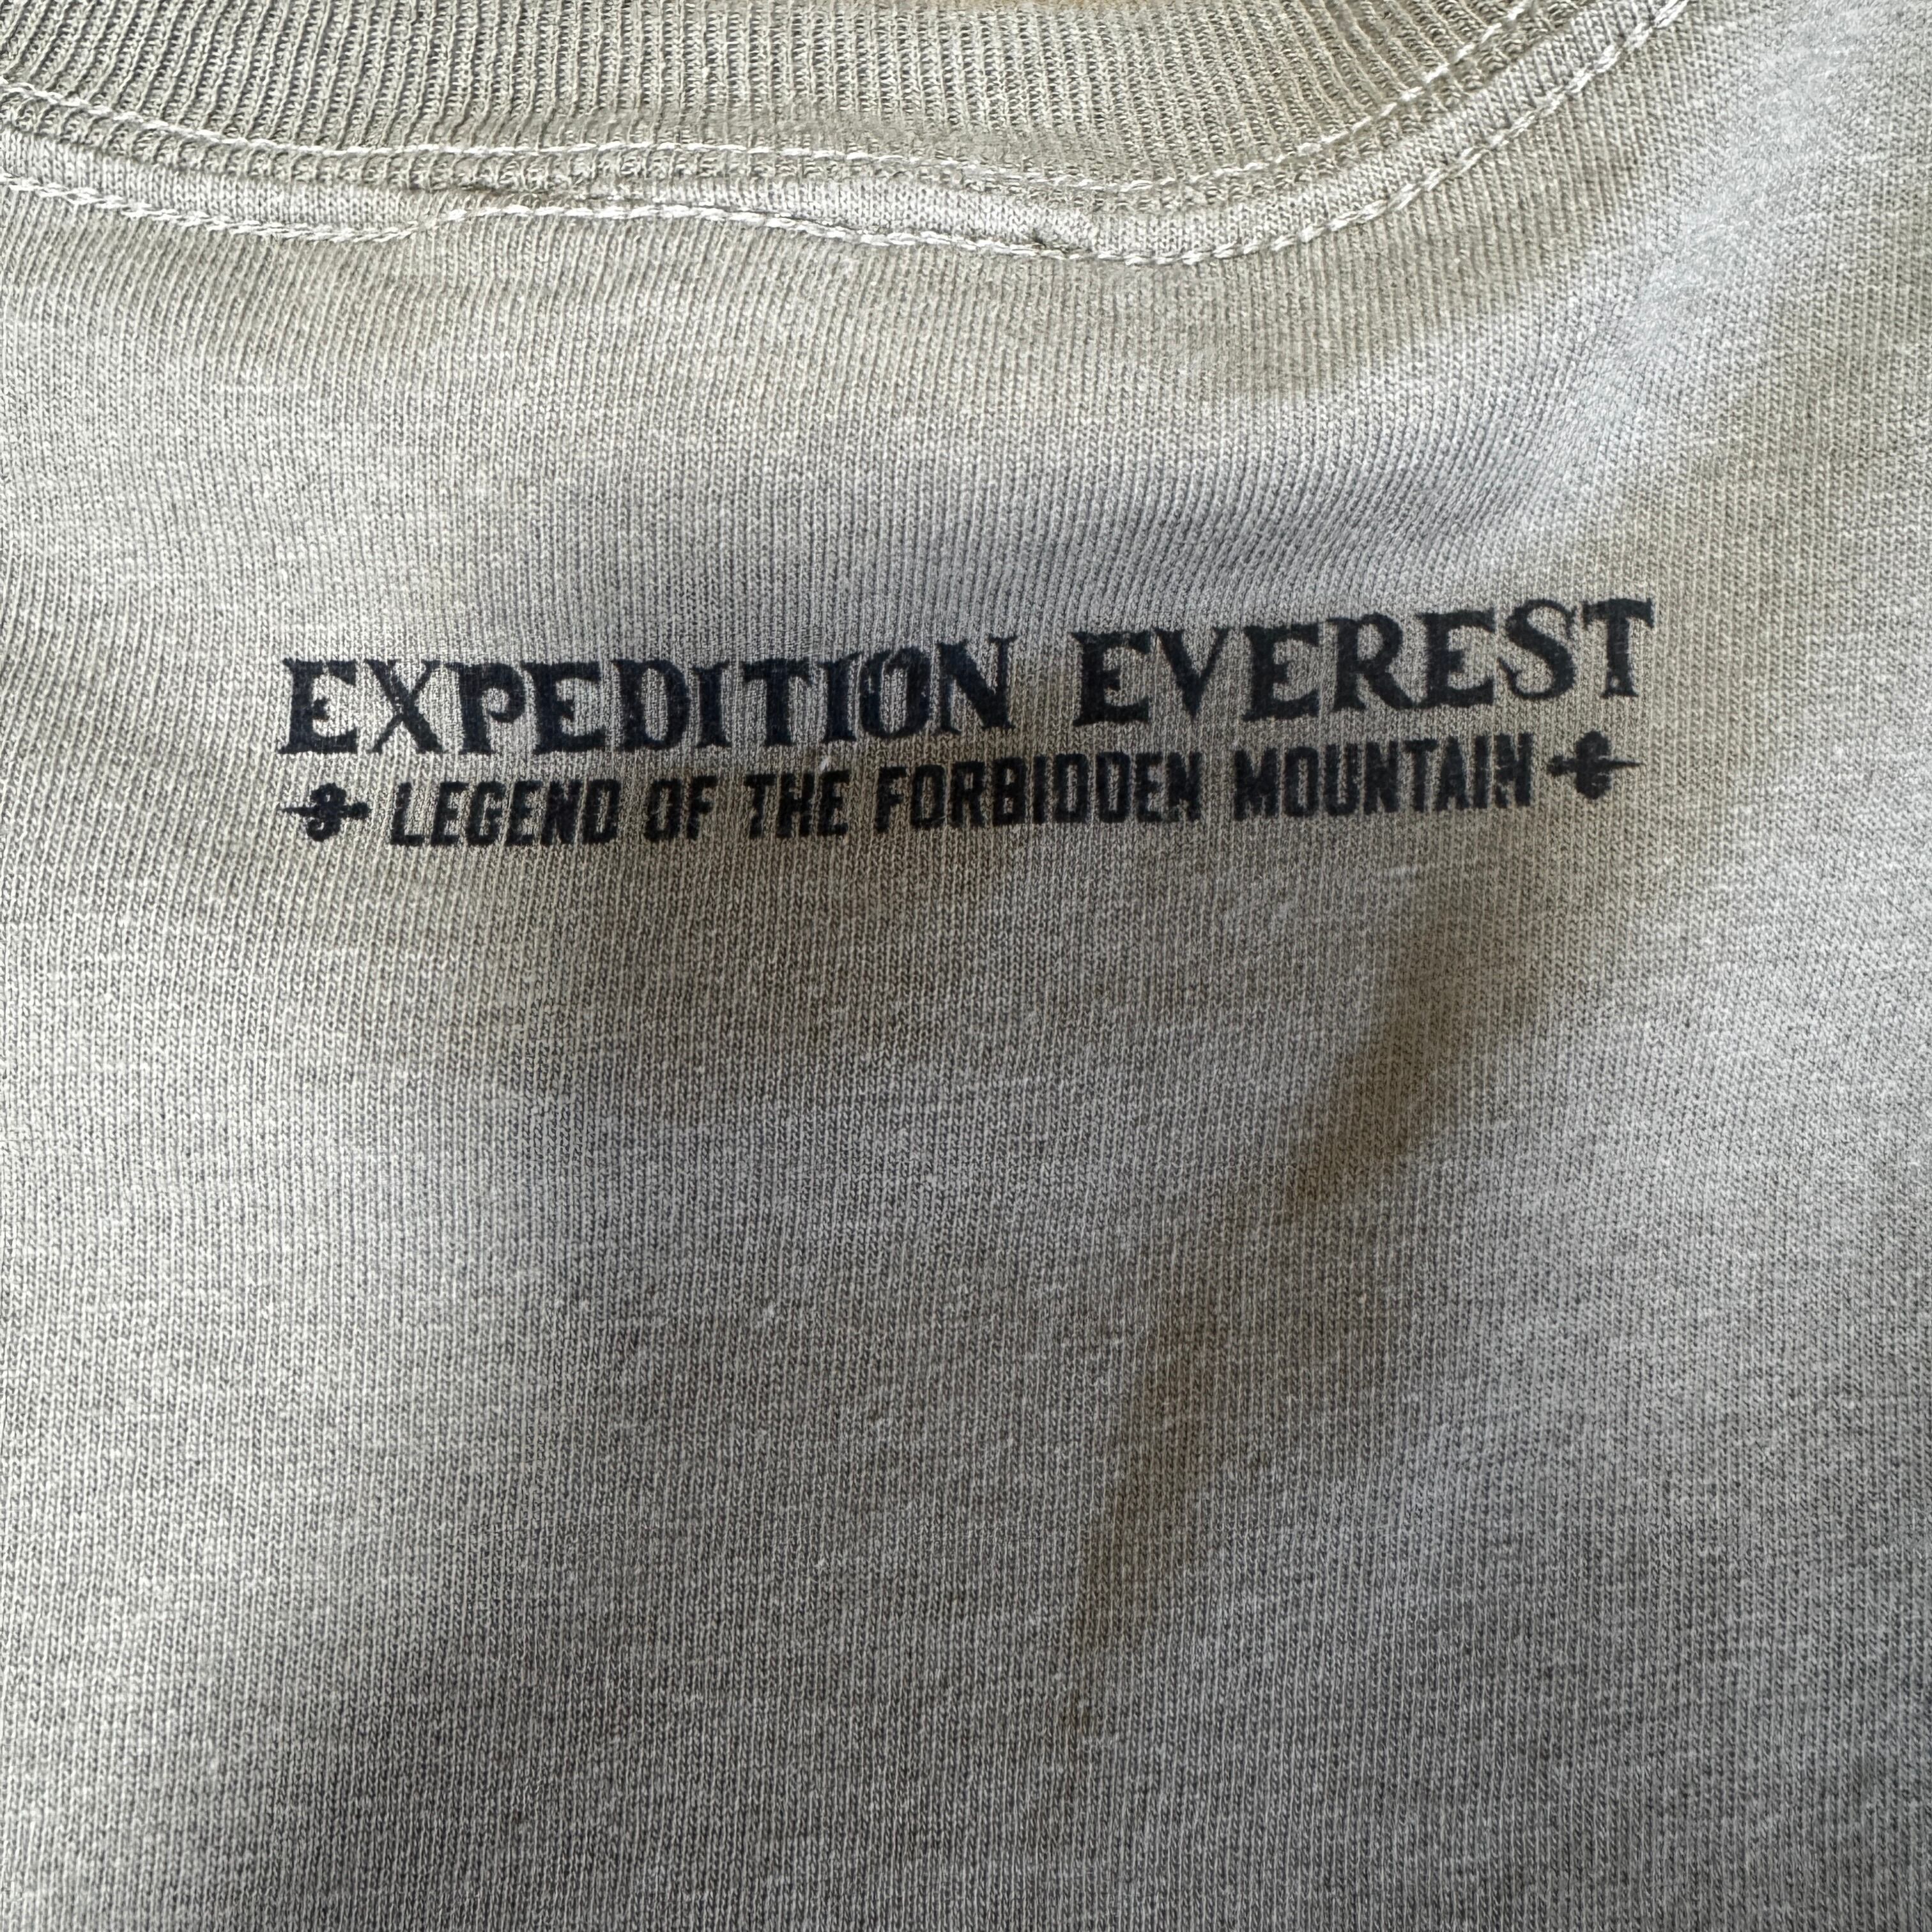 EXPEDITION EVEREST
LEGEND OF THE FORBIDDEN MOUNTAIN